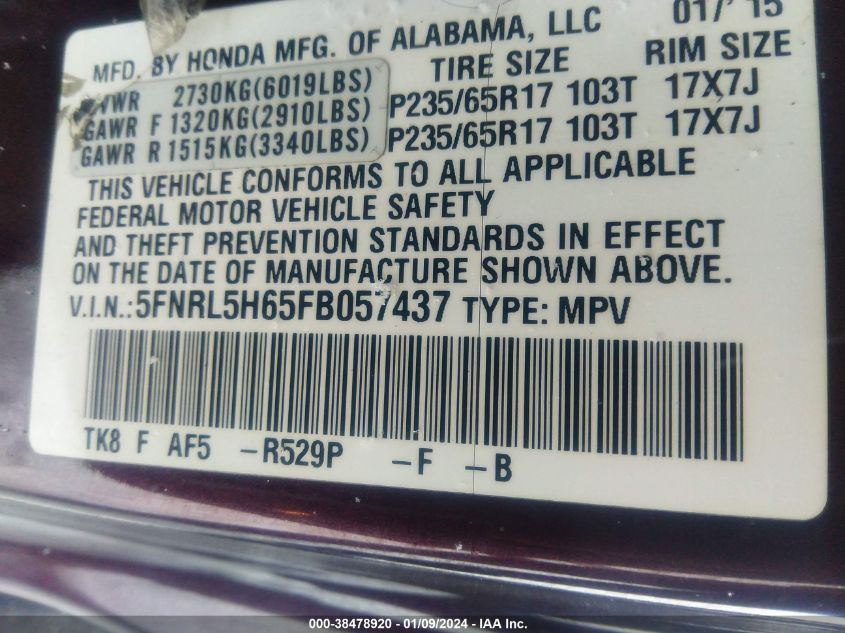 01/' 15
MFD. BY HONDA MFG. OF ALABAMA, LLC
TIRE SIZE RIM SIZE
GVWR 2730KG(6019LBS)
GAWR F 1320KG(2910LBS) P235/65R17 103T 17X7J
GAWR R 1515KG(3340LBS) P235/65R17 103T 17X7J
THIS VEHICLE CONFORMS TO ALL APPLICABLE
FEDERAL MOTOR VEHICLE SAFETY
AND THEFT PREVENTION STANDARDS IN EFFECT
ON THE DATE OF MANUFACTURE SHOWN ABOVE.
V.I.N.:5FNRL5H65FB057437 TYPE: MPV
TK8 F AF5 -R529P -F -B
000-38478920 - 01/09/2024 - IAA Inc.